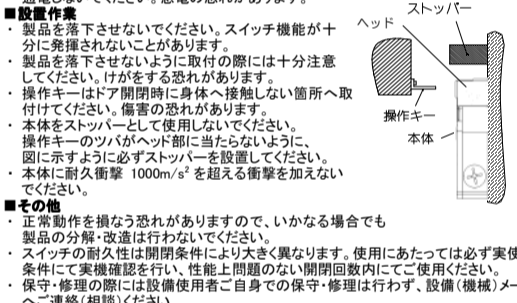 ■設置作業
・ 製品を落下させないでください。スイッチ機能が十
分に発揮されないことがあります。
・ 製品を落下させないように取付の際には十分注意
してください。けがをする恐れがあります。
・ 操作キーはドア開閉時に身体へ接触しない箇所へ取
付けてください。傷害の恐れがあります。
・ 本体をストッパーとして使用しないでください。
操作キーのツバがヘッド部に当たらないように、
図に示すように必ずストッパーを設置してください。
・ 本体に耐久衝撃 1000m/s² を超える衝撃を加えない
でください。
ストッパー
ヘッド
操作キー
本体
■その他
・ 正常動作を損なう恐れがありますので、いかなる場合でも
製品の分解・改造は行わないでください。
・ スイッチの耐久性は開閉条件により大きく異なります。使用にあたっては必ず実使
条件にて実機確認を行い、性能上問題のない開閉回数内にてご使用ください。
・ 保守・修理の際には設備使用者ご自身での保守・修理は行わず、設備(機械)メー
へご連絡(相談)ください